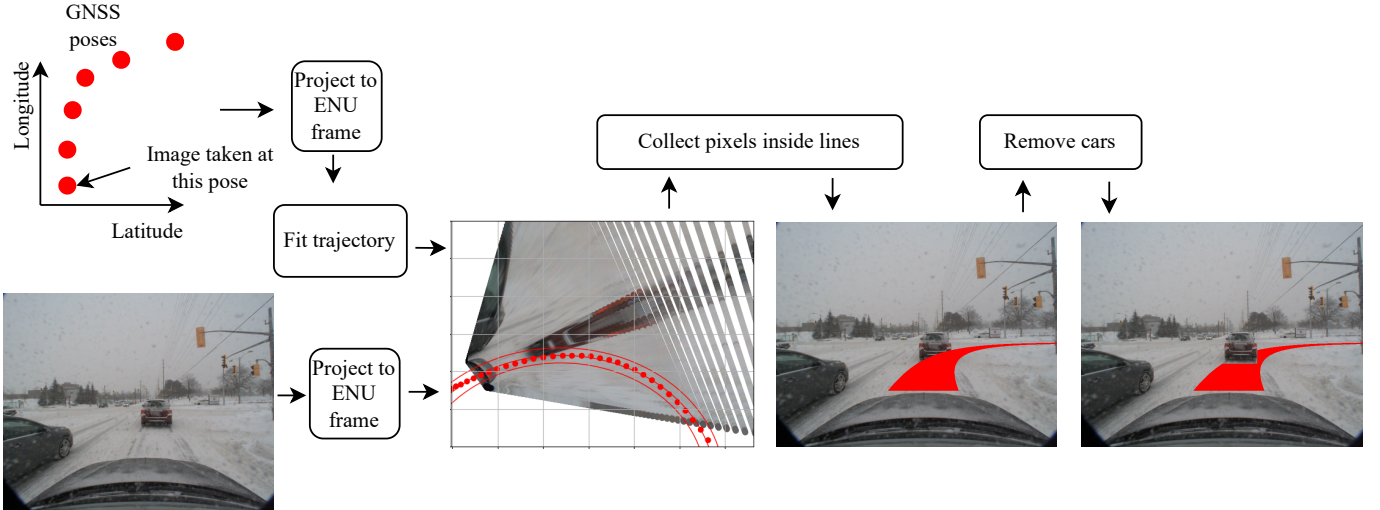 GNSS
poses
Longitude
Image taken at
this pose
Latitude
Project to
ENU
frame
Fit trajectory
Project to
ENU
frame
Collect pixels inside lines
Remove cars